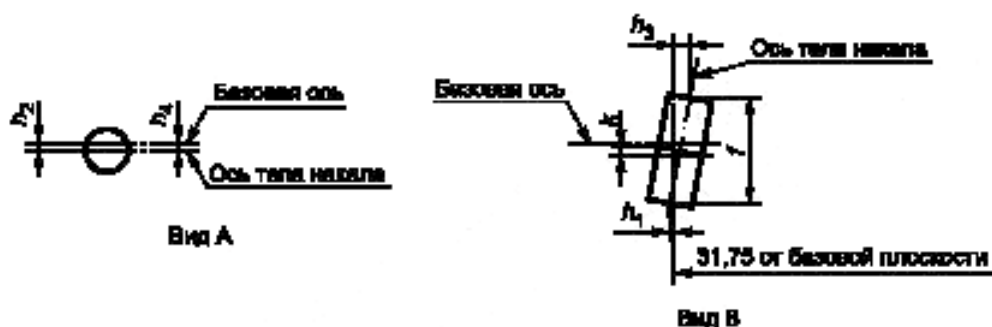 h₂
h₄
Базовая ось
Ось тела накала
Вид А
h₃
Ось тела накала
Базовая ось
k
f
h₁
31,75 от базовой плоскости
Вид В